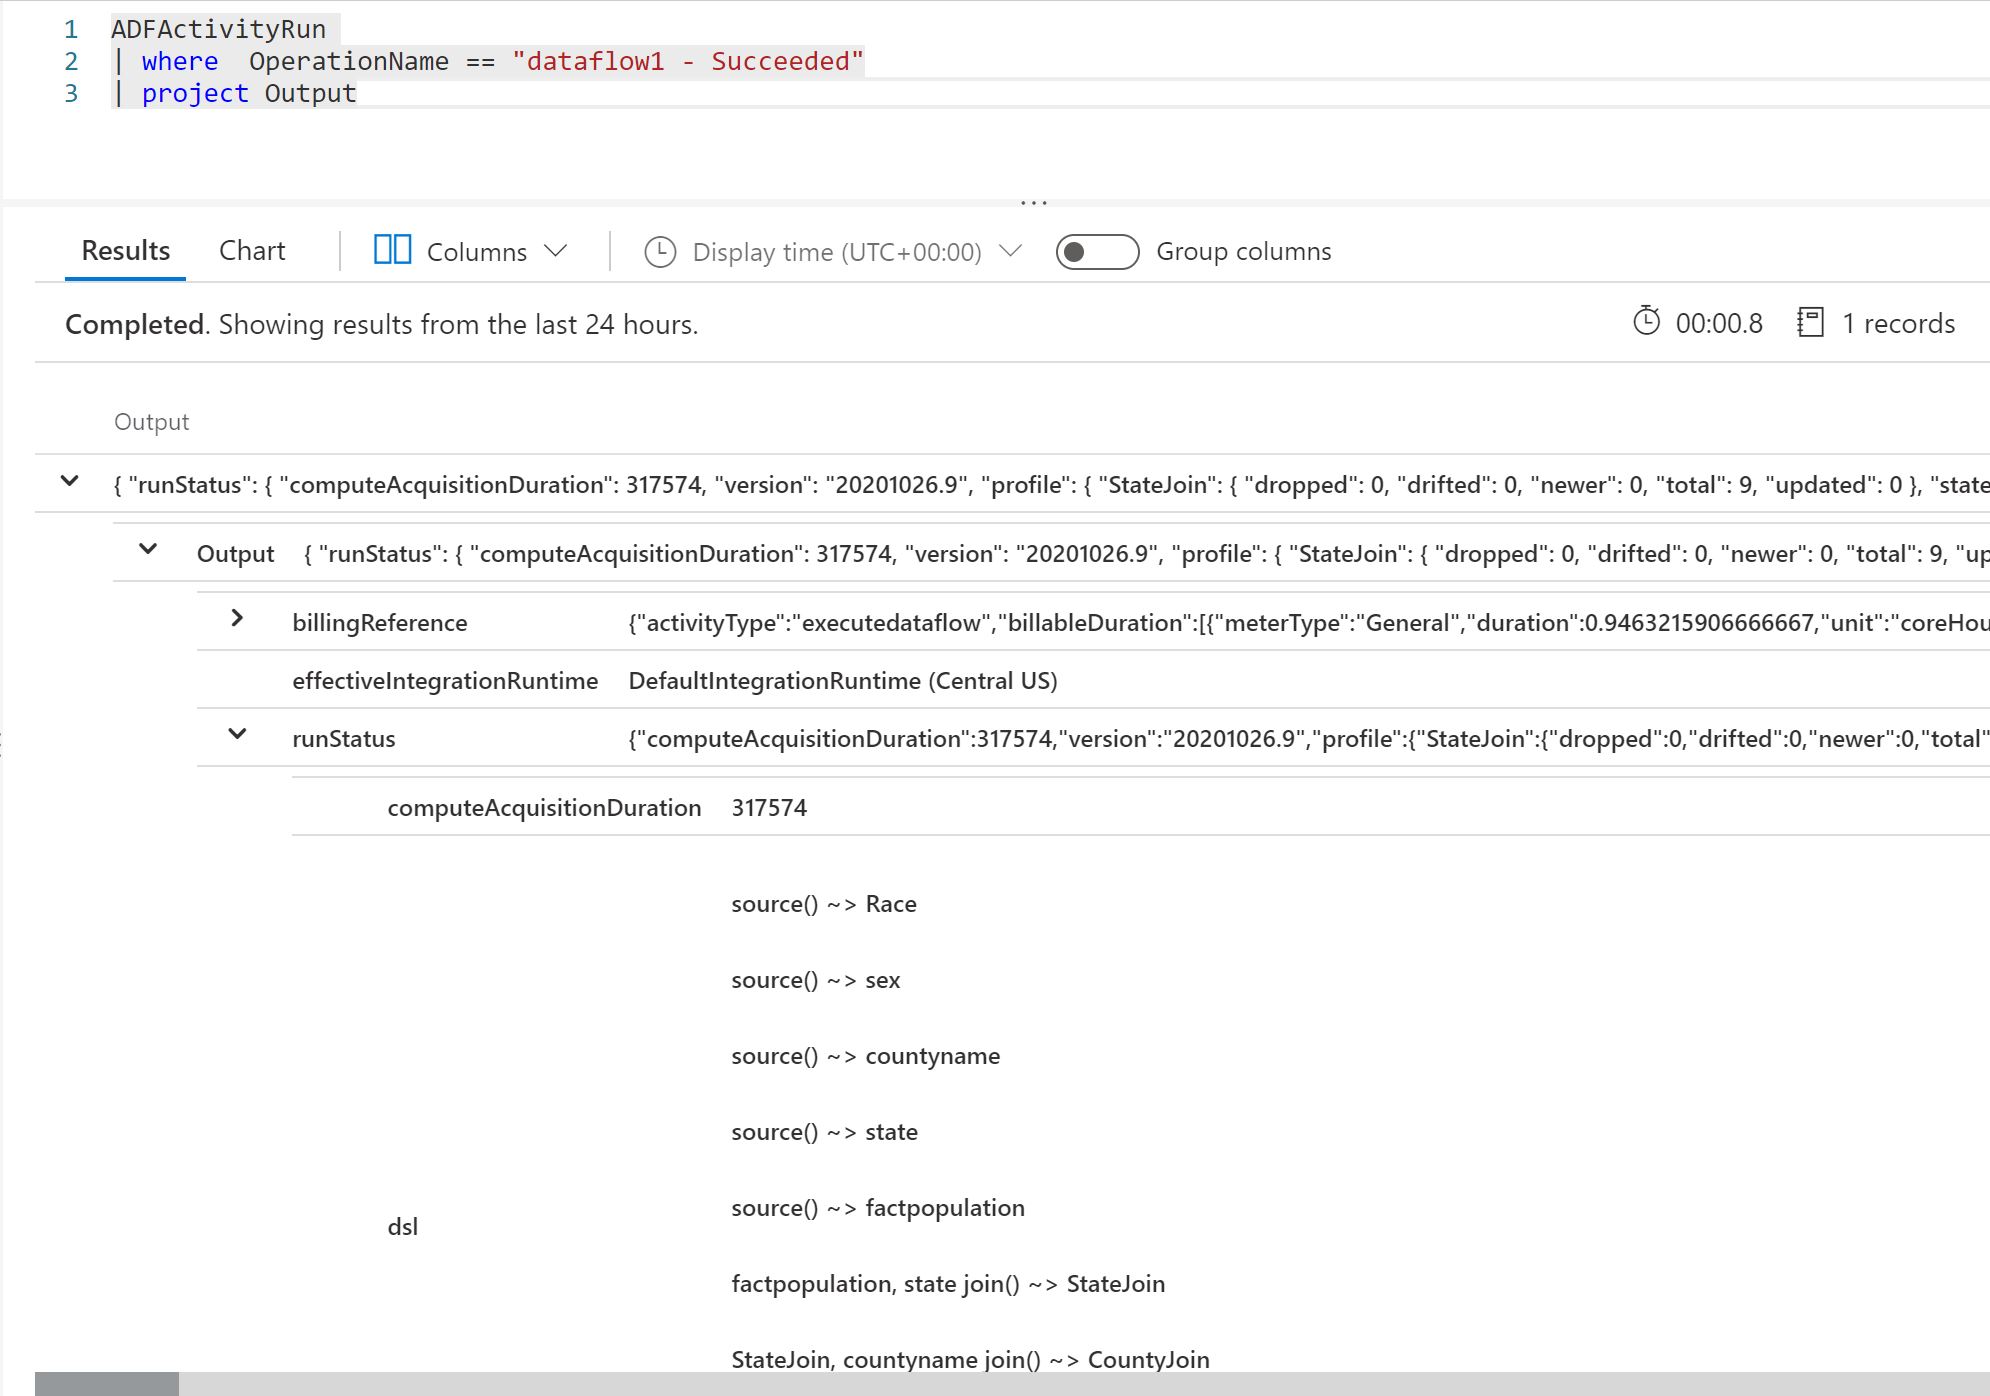 1 ADFActivityRun
2 | where  OperationName == "dataflow1 - Succeeded"
3 | project Output
...
Results Chart Columns Display time (UTC+00:00) Group columns
Completed. Showing results from the last 24 hours. 00:00.8 1 records
Output
{ "runStatus": { "computeAcquisitionDuration": 317574, "version": "20201026.9", "profile": { "StateJoin": { "dropped": 0, "drifted": 0, "newer": 0, "total": 9, "updated": 0 }, "state
Output { "runStatus": { "computeAcquisitionDuration": 317574, "version": "20201026.9", "profile": { "StateJoin": { "dropped": 0, "drifted": 0, "newer": 0, "total": 9, "up
billingReference {"activityType":"executedataflow","billableDuration":[{"meterType":"General","duration":0.9463215906666667,"unit":"coreHou
effectiveIntegrationRuntime DefaultIntegrationRuntime (Central US)
runStatus {"computeAcquisitionDuration":317574,"version":"20201026.9","profile":{"StateJoin":{"dropped":0,"drifted":0,"newer":0,"total"
computeAcquisitionDuration 317574
source() ~> Race
source() ~> sex
source() ~> countyname
source() ~> state
source() ~> factpopulation
dsl
factpopulation, state join() ~> StateJoin
StateJoin, countyname join() ~> CountyJoin